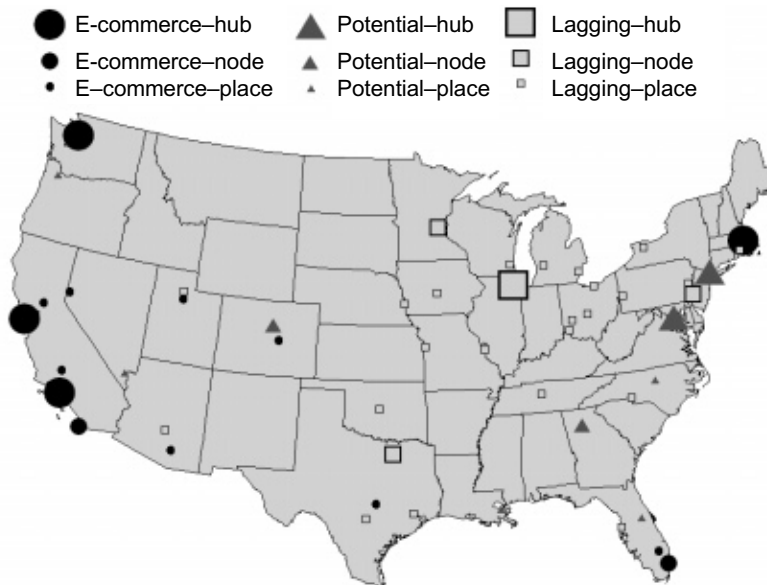 E-commerce–hub Potential–hub Lagging–hub
E-commerce–node Potential–node Lagging–node
E–commerce–place Potential–place Lagging–place